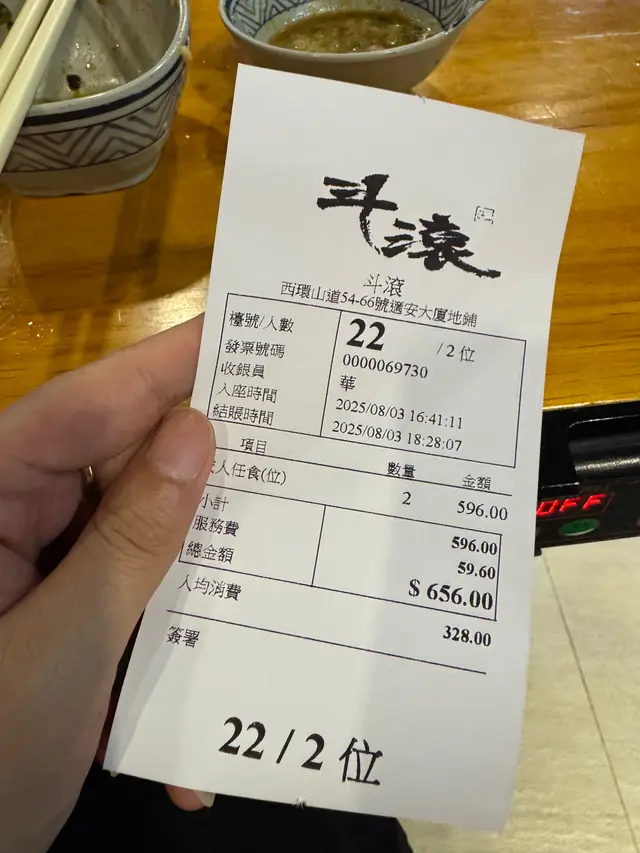 斗滾
斗滾
西環山道54-66號適安大廈地鋪
檯號/人數 22 / 2 位
發票號碼 0000069730
收銀員 華
入座時間 2025/08/03 16:41:11
結賬時間 2025/08/03 18:28:07
項目 數量 金額
人任食(位) 2 596.00
小計 596.00
服務費 59.60
總金額 $ 656.00
人均消費 328.00
簽署
22 / 2 位
OFF